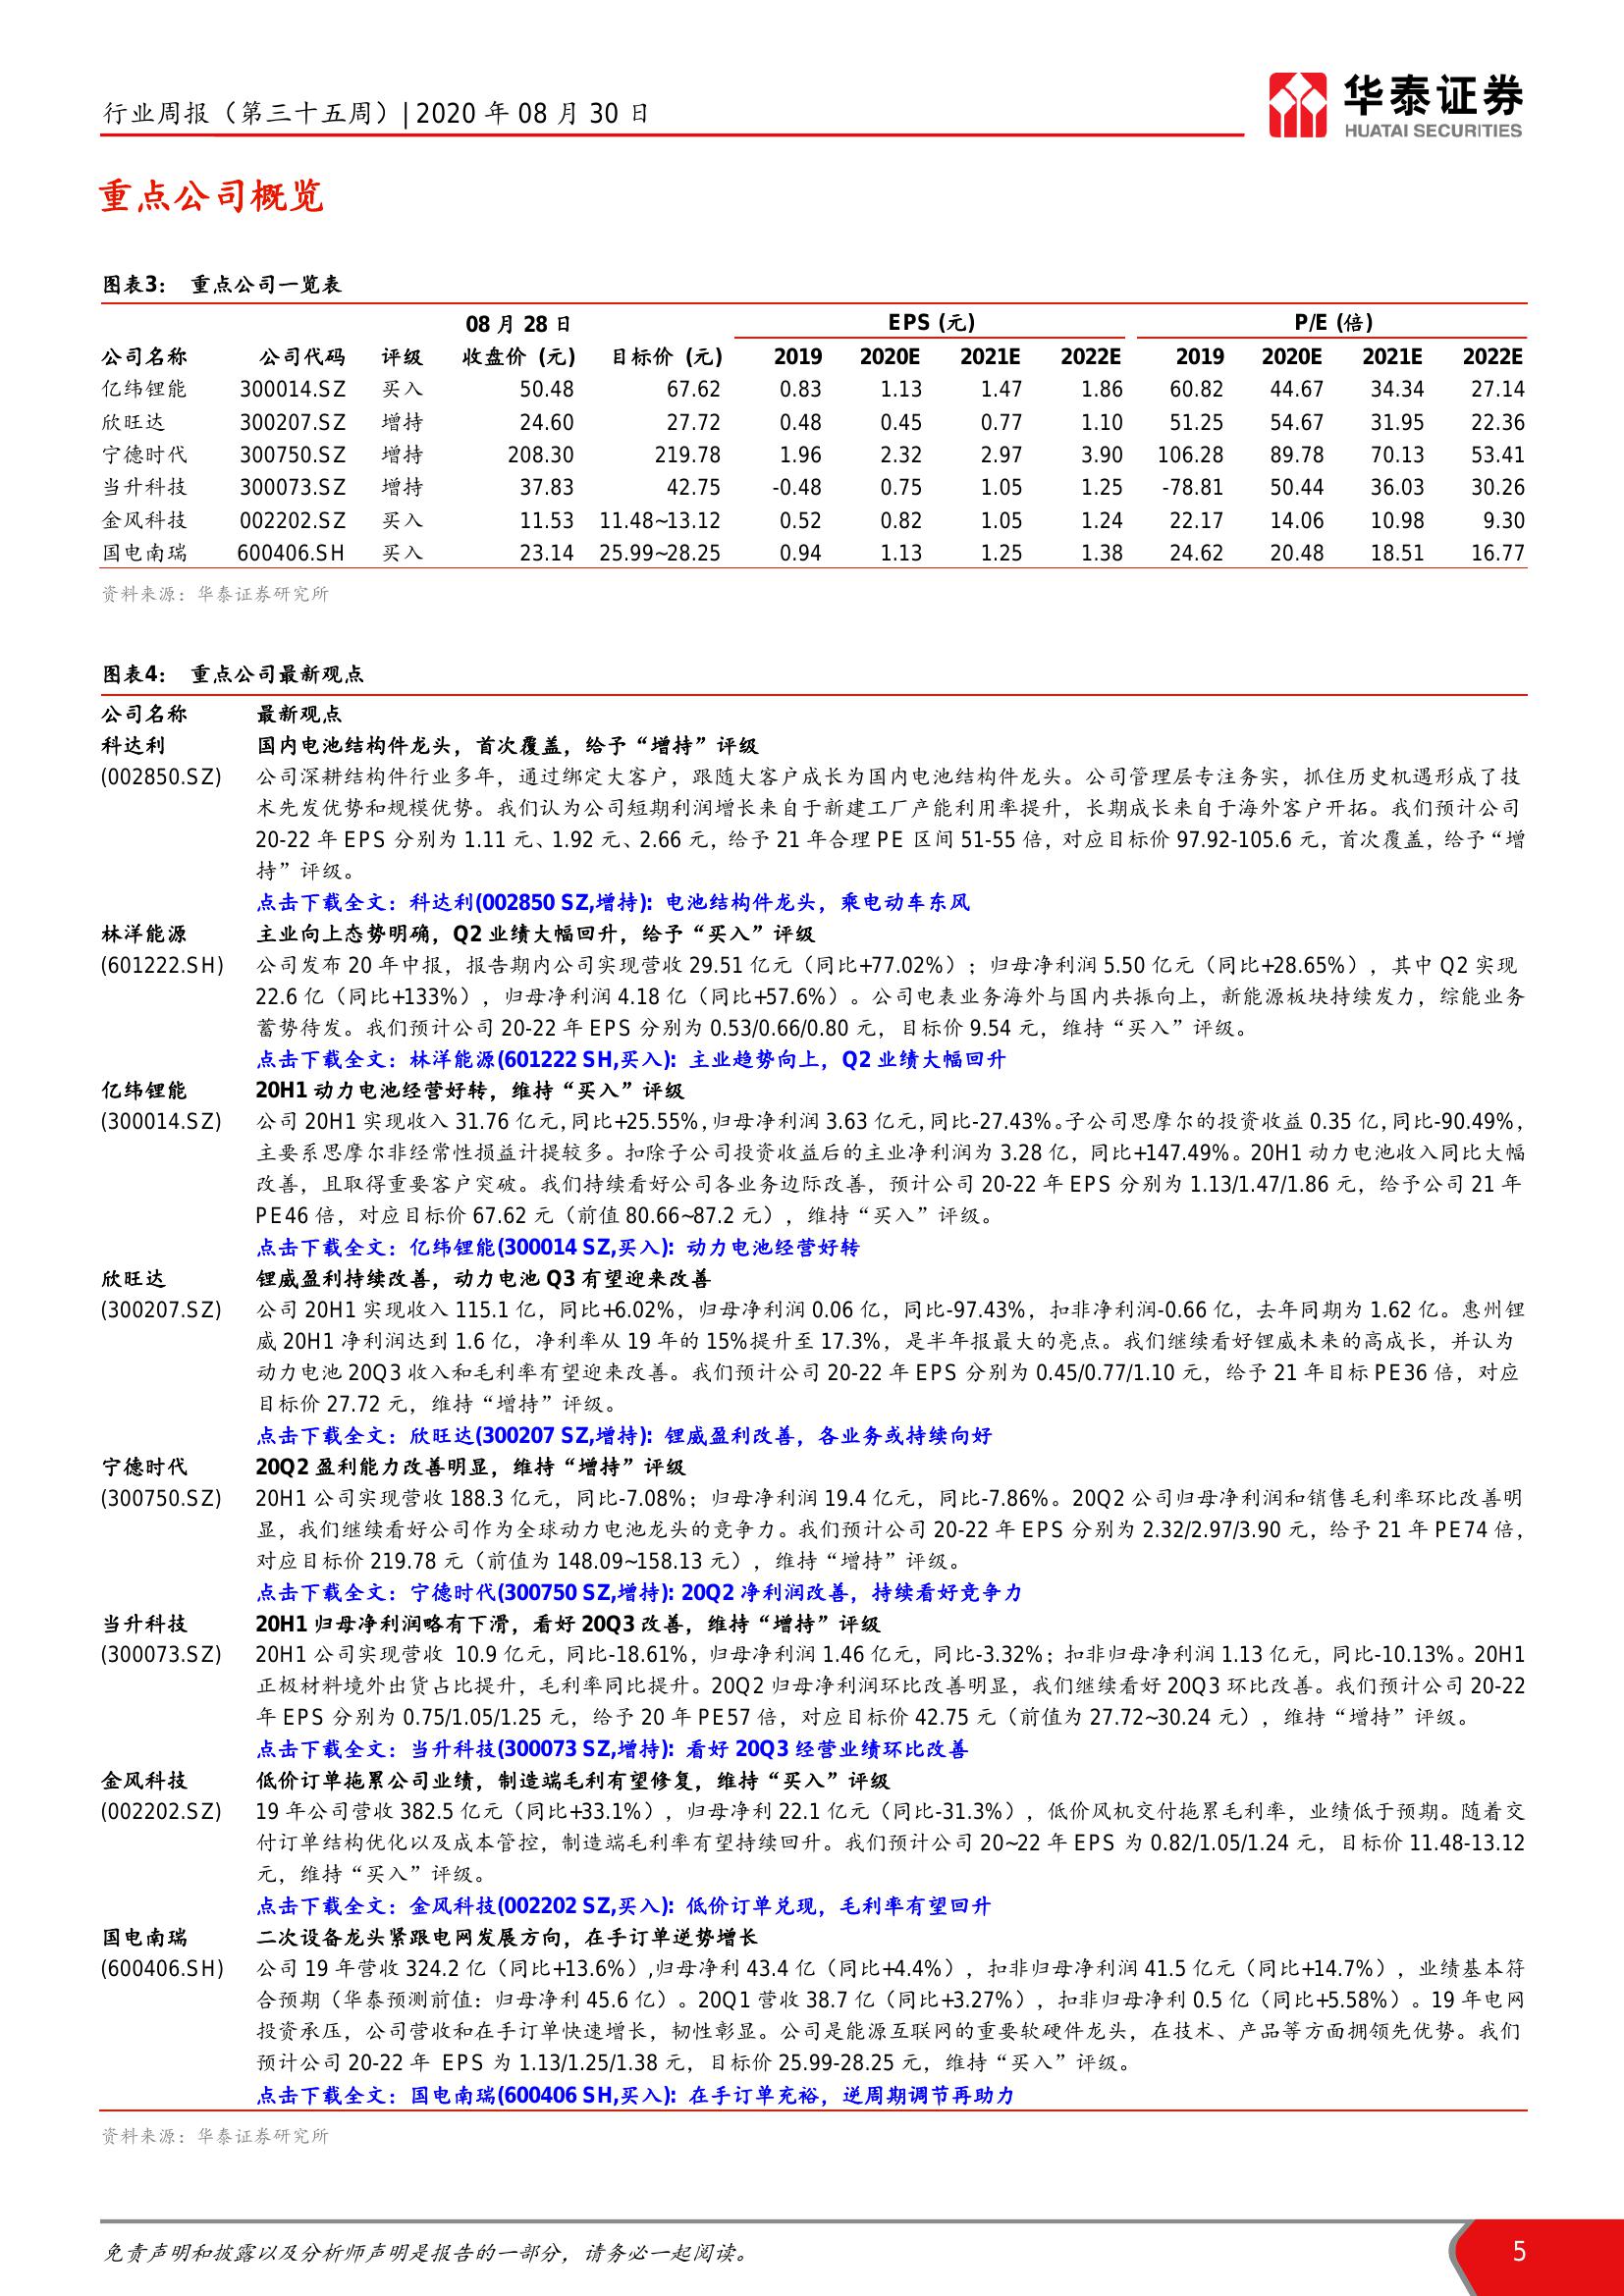 行业周报（第三十五周）| 2020 年 08 月 30 日
华泰证券
HUATAI SECURITIES
重点公司概览
图表3： 重点公司一览表
08 月 28 日 EPS (元) P/E (倍)
公司名称 公司代码 评级 收盘价 (元) 目标价 (元) 2019 2020E 2021E 2022E 2019 2020E 2021E 2022E
亿纬锂能 300014.SZ 买入 50.48 67.62 0.83 1.13 1.47 1.86 60.82 44.67 34.34 27.14
欣旺达 300207.SZ 增持 24.60 27.72 0.48 0.45 0.77 1.10 51.25 54.67 31.95 22.36
宁德时代 300750.SZ 增持 208.30 219.78 1.96 2.32 2.97 3.90 106.28 89.78 70.13 53.41
当升科技 300073.SZ 增持 37.83 42.75 -0.48 0.75 1.05 1.25 -78.81 50.44 36.03 30.26
金风科技 002202.SZ 买入 11.53 11.48~13.12 0.52 0.82 1.05 1.24 22.17 14.06 10.98 9.30
国电南瑞 600406.SH 买入 23.14 25.99~28.25 0.94 1.13 1.25 1.38 24.62 20.48 18.51 16.77
资料来源：华泰证券研究所
图表4： 重点公司最新观点
公司名称 最新观点
科达利 国内电池结构件龙头，首次覆盖，给予“增持”评级
(002850.SZ) 公司深耕结构件行业多年，通过绑定大客户，跟随大客户成长为国内电池结构件龙头。公司管理层专注务实，抓住历史机遇形成了技
术先发优势和规模优势。我们认为公司短期利润增长来自于新建工厂产能利用率提升，长期成长来自于海外客户开拓。我们预计公司
20-22 年 EPS 分别为 1.11 元、1.92 元、2.66 元，给予 21 年合理 PE 区间 51-55 倍，对应目标价 97.92-105.6 元，首次覆盖，给予“增
持”评级。
点击下载全文：科达利(002850 SZ,增持): 电池结构件龙头，乘电动车东风
林洋能源 主业向上态势明确，Q2 业绩大幅回升，给予“买入”评级
(601222.SH) 公司发布 20 年中报，报告期内公司实现营收 29.51 亿元（同比+77.02%）；归母净利润 5.50 亿元（同比+28.65%），其中 Q2 实现
22.6 亿（同比+133%），归母净利润 4.18 亿（同比+57.6%）。公司电表业务海外与国内共振向上，新能源板块持续发力，综能业务
蓄势待发。我们预计公司 20-22 年 EPS 分别为 0.53/0.66/0.80 元，目标价 9.54 元，维持“买入”评级。
点击下载全文：林洋能源(601222 SH,买入): 主业趋势向上，Q2 业绩大幅回升
亿纬锂能 20H1 动力电池经营好转，维持“买入”评级
(300014.SZ) 公司 20H1 实现收入 31.76 亿元，同比+25.55%，归母净利润 3.63 亿元，同比-27.43%。子公司思摩尔的投资收益 0.35 亿，同比-90.49%，
主要系思摩尔非经常性损益计提较多。扣除子公司投资收益后的主业净利润为 3.28 亿，同比+147.49%。20H1 动力电池收入同比大幅
改善，且取得重要客户突破。我们持续看好公司各业务边际改善，预计公司 20-22 年 EPS 分别为 1.13/1.47/1.86 元，给予公司 21 年
PE46 倍，对应目标价 67.62 元（前值 80.66~87.2 元），维持“买入”评级。
点击下载全文：亿纬锂能(300014 SZ,买入): 动力电池经营好转
欣旺达 锂威盈利持续改善，动力电池 Q3 有望迎来改善
(300207.SZ) 公司 20H1 实现收入 115.1 亿，同比+6.02%，归母净利润 0.06 亿，同比-97.43%，扣非净利润-0.66 亿，去年同期为 1.62 亿。惠州锂
威 20H1 净利润达到 1.6 亿，净利率从 19 年的 15%提升至 17.3%，是半年报最大的亮点。我们继续看好锂威未来的高成长，并认为
动力电池 20Q3 收入和毛利率有望迎来改善。我们预计公司 20-22 年 EPS 分别为 0.45/0.77/1.10 元，给予 21 年目标 PE36 倍，对应
目标价 27.72 元，维持“增持”评级。
点击下载全文：欣旺达(300207 SZ,增持): 锂威盈利改善，各业务或持续向好
宁德时代 20Q2 盈利能力改善明显，维持“增持”评级
(300750.SZ) 20H1 公司实现营收 188.3 亿元，同比-7.08%；归母净利润 19.4 亿元，同比-7.86%。20Q2 公司归母净利润和销售毛利率环比改善明
显，我们继续看好公司作为全球动力电池龙头的竞争力。我们预计公司 20-22 年 EPS 分别为 2.32/2.97/3.90 元，给予 21 年 PE74 倍，
对应目标价 219.78 元（前值为 148.09~158.13 元），维持“增持”评级。
点击下载全文：宁德时代(300750 SZ,增持): 20Q2 净利润改善，持续看好竞争力
当升科技 20H1 归母净利润略有下滑，看好 20Q3 改善，维持“增持”评级
(300073.SZ) 20H1 公司实现营收 10.9 亿元，同比-18.61%，归母净利润 1.46 亿元，同比-3.32%；扣非归母净利润 1.13 亿元，同比-10.13%。20H1
正极材料境外出货占比提升，毛利率同比提升。20Q2 归母净利润环比改善明显，我们继续看好 20Q3 环比改善。我们预计公司 20-22
年 EPS 分别为 0.75/1.05/1.25 元，给予 20 年 PE57 倍，对应目标价 42.75 元（前值为 27.72~30.24 元），维持“增持”评级。
点击下载全文：当升科技(300073 SZ,增持): 看好 20Q3 经营业绩环比改善
金风科技 低价订单拖累公司业绩，制造端毛利有望修复，维持“买入”评级
(002202.SZ) 19 年公司营收 382.5 亿元（同比+33.1%），归母净利 22.1 亿元（同比-31.3%），低价风机交付拖累毛利率，业绩低于预期。随着交
付订单结构优化以及成本管控，制造端毛利率有望持续回升。我们预计公司 20~22 年 EPS 为 0.82/1.05/1.24 元，目标价 11.48-13.12
元，维持“买入”评级。
点击下载全文：金风科技(002202 SZ,买入): 低价订单兑现，毛利率有望回升
国电南瑞 二次设备龙头紧跟电网发展方向，在手订单逆势增长
(600406.SH) 公司 19 年营收 324.2 亿（同比+13.6%）,归母净利 43.4 亿（同比+4.4%），扣非归母净利润 41.5 亿元（同比+14.7%），业绩基本符
合预期（华泰预测前值：归母净利 45.6 亿）。20Q1 营收 38.7 亿（同比+3.27%），扣非归母净利 0.5 亿（同比+5.58%）。19 年电网
投资承压，公司营收和在手订单快速增长，韧性彰显。公司是能源互联网的重要软硬件龙头，在技术、产品等方面拥领先优势。我们
预计公司 20-22 年 EPS 为 1.13/1.25/1.38 元，目标价 25.99-28.25 元，维持“买入”评级。
点击下载全文：国电南瑞(600406 SH,买入): 在手订单充裕，逆周期调节再助力
资料来源：华泰证券研究所
免责声明和披露以及分析师声明是报告的一部分，请务必一起阅读。
5